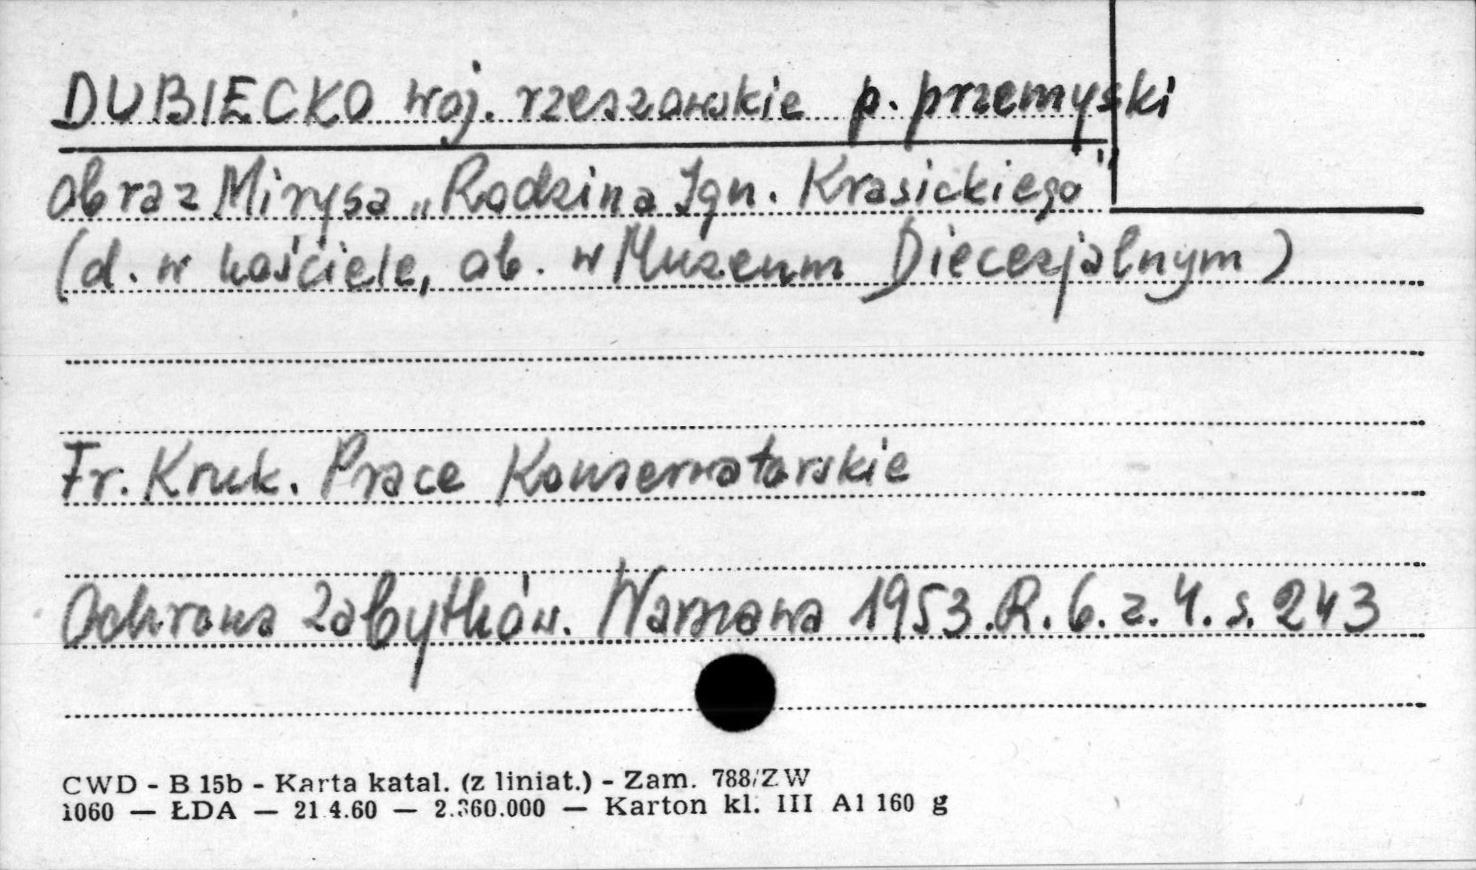 DUBIECKO woj. rzeszowskie p. przemyski
obraz Mirysa „Rodzina Ign. Krasickiego"
(d. w kościele, ob. w Muzeum Diecezjalnym)
Fr. Kruk. Prace Konserwatorskie
Ochrona Zabytków. Warszawa 1953. R. 6. z. 4. s. 243
CWD - B 15b - Karta katal. (z liniat.) - Zam. 788/ZW
1060 — ŁDA — 21.4.60 — 2.360.000 — Karton kl. III A1 160 g